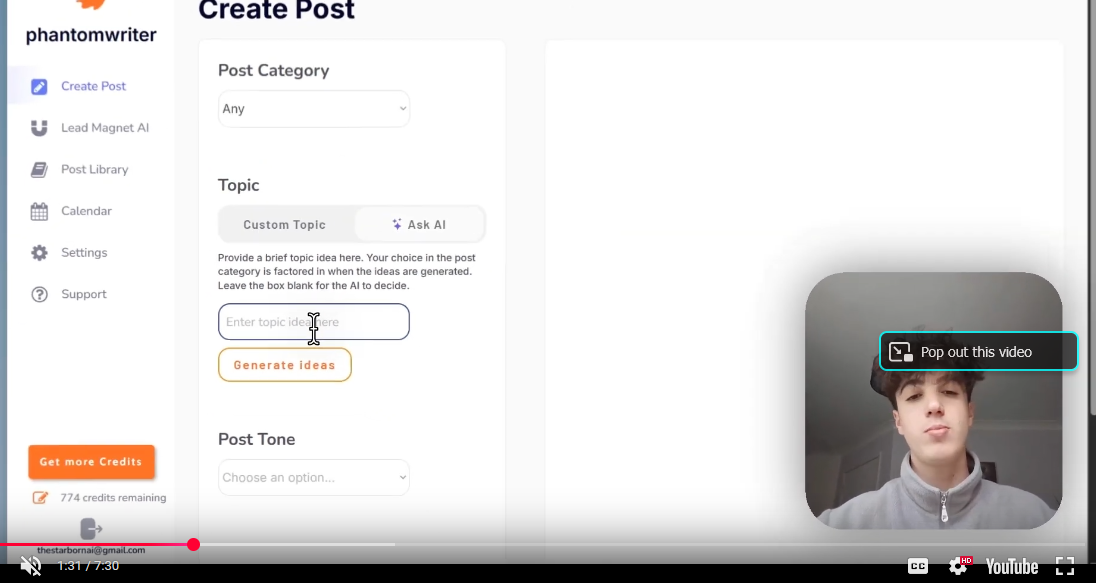 Create Post
phantomwriter
Create Post
Lead Magnet AI
Post Library
Calendar
Settings
Support
Get more Credits
774 credits remaining
thestarbornai@gmail.com
Post Category
Any
Topic
Custom Topic
Ask AI
Provide a brief topic idea here. Your choice in the post
category is factored in when the ideas are generated.
Leave the box blank for the AI to decide.
Enter topic idea here
Generate ideas
Post Tone
Choose an option...
Pop out this video
1:31 / 7:30
CC
HD
YouTube